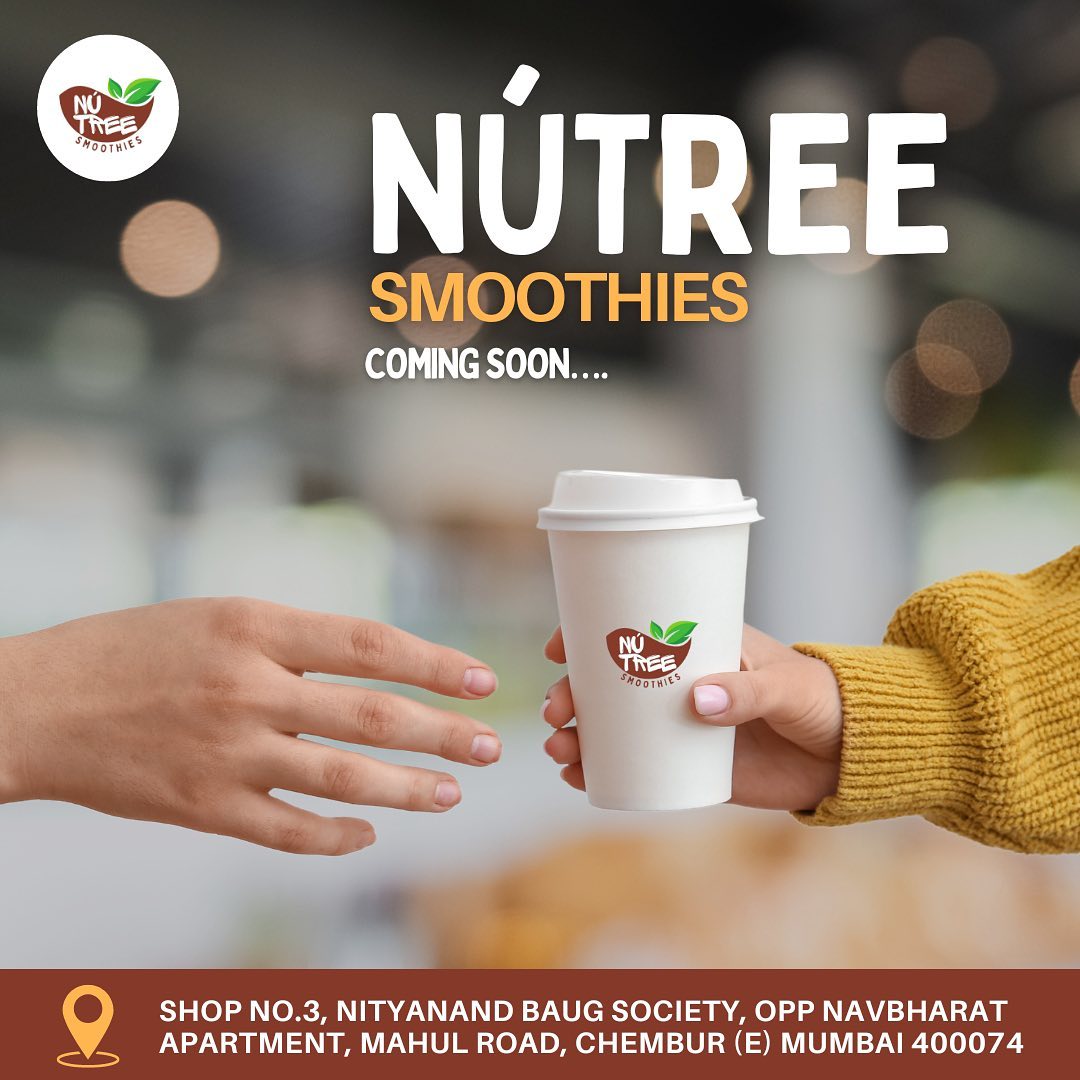 NÚ
TREE
SMOOTHIES
NÚTREE
SMOOTHIES
COMING SOON....
NÚ
TREE
SMOOTHIES
SHOP NO.3, NITYANAND BAUG SOCIETY, OPP NAVBHARAT
APARTMENT, MAHUL ROAD, CHEMBUR (E) MUMBAI 400074